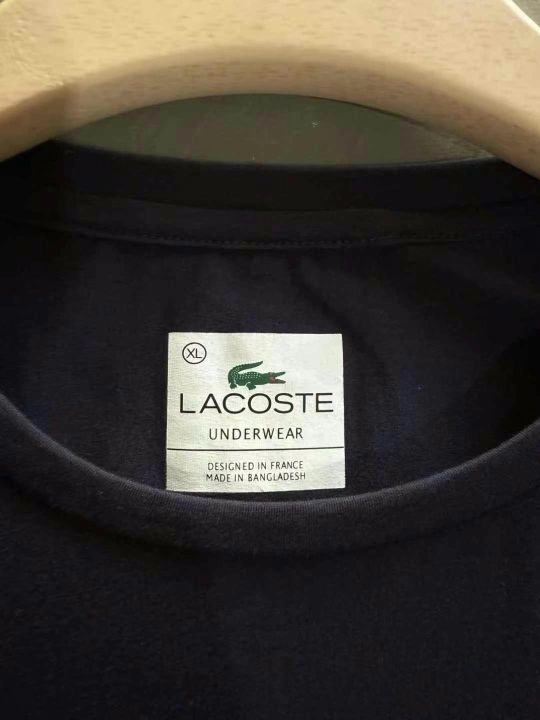 XL
LACOSTE
UNDERWEAR
DESIGNED IN FRANCE
MADE IN BANGLADESH